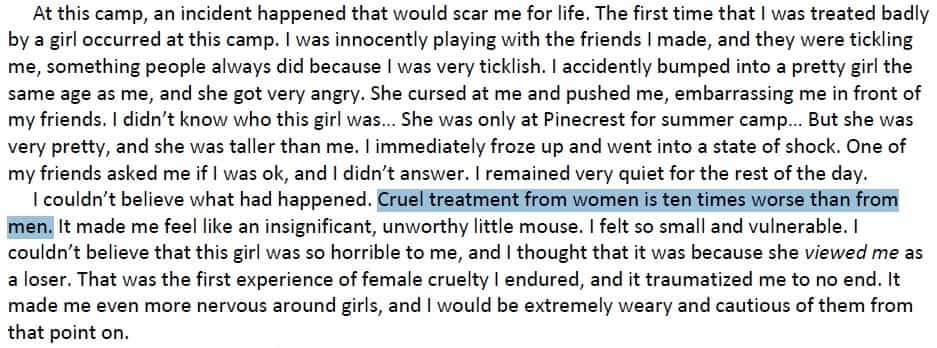 At this camp, an incident happened that would scar me for life. The first time that I was treated badly
by a girl occurred at this camp. I was innocently playing with the friends I made, and they were tickling
me, something people always did because I was very ticklish. I accidently bumped into a pretty girl the
same age as me, and she got very angry. She cursed at me and pushed me, embarrassing me in front of
my friends. I didn’t know who this girl was... She was only at Pinecrest for summer camp... But she was
very pretty, and she was taller than me. I immediately froze up and went into a state of shock. One of
my friends asked me if I was ok, and I didn’t answer. I remained very quiet for the rest of the day.
I couldn’t believe what had happened. Cruel treatment from women is ten times worse than from
men. It made me feel like an insignificant, unworthy little mouse. I felt so small and vulnerable. I
couldn’t believe that this girl was so horrible to me, and I thought that it was because she viewed me as
a loser. That was the first experience of female cruelty I endured, and it traumatized me to no end. It
made me even more nervous around girls, and I would be extremely weary and cautious of them from
that point on.